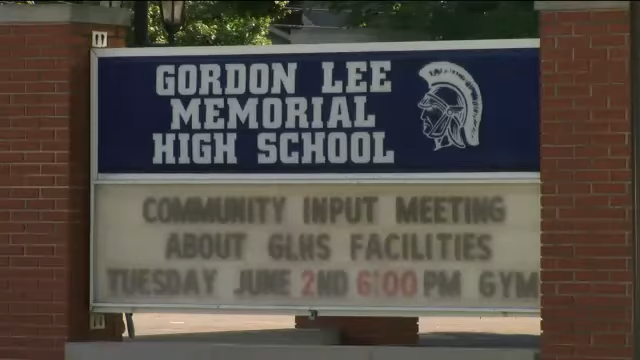 GORDON LEE
MEMORIAL
HIGH SCHOOL
COMMUNITY INPUT MEETING
ABOUT GLHS FACILITIES
TUESDAY JUNE 2ND 6:00 PM GYM